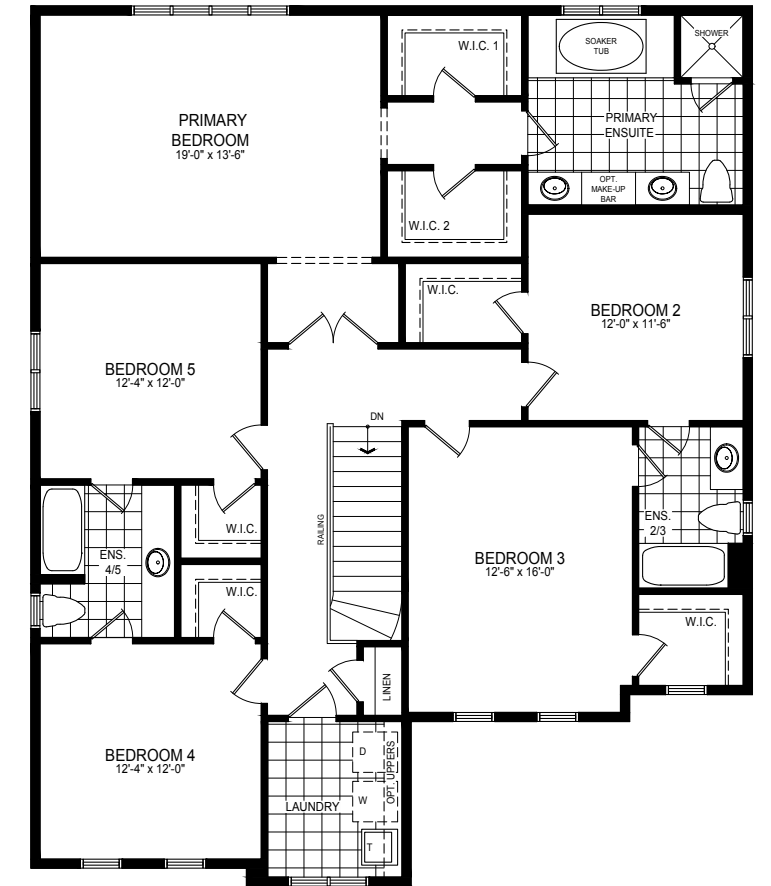 W.I.C. 1
SOAKER
TUB
SHOWER
PRIMARY
BEDROOM
19'-0" x 13'-6"
PRIMARY
ENSUITE
OPT.
MAKE-UP
BAR
W.I.C. 2
W.I.C.
BEDROOM 2
12'-0" x 11'-6"
BEDROOM 5
12'-4" x 12'-0"
DN
RAILING
W.I.C.
ENS.
4/5
ENS.
2/3
BEDROOM 3
12'-6" x 16'-0"
W.I.C.
W.I.C.
LINEN
BEDROOM 4
12'-4" x 12'-0"
D
OPT. UPPERS
W
LAUNDRY
T